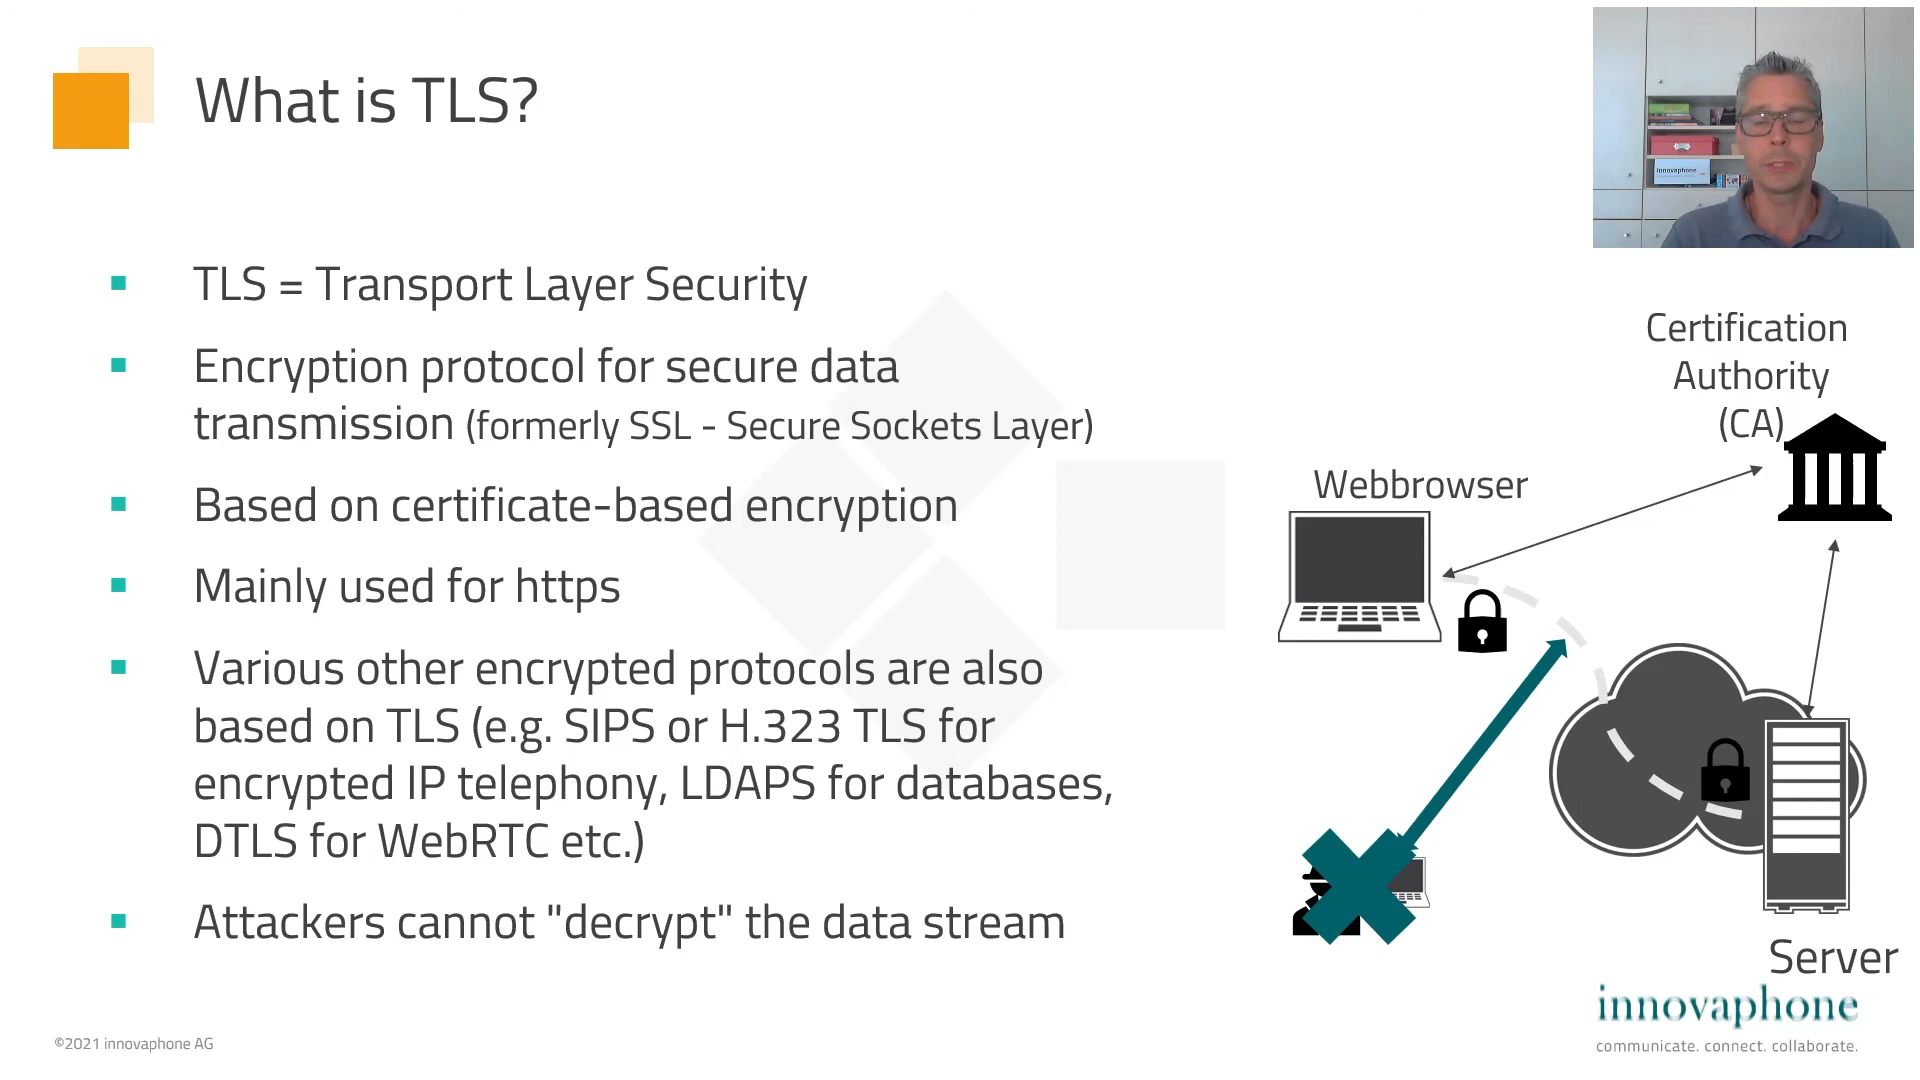 What is TLS?
TLS = Transport Layer Security
Encryption protocol for secure data
transmission (formerly SSL - Secure Sockets Layer)
Based on certificate-based encryption
Mainly used for https
Various other encrypted protocols are also
based on TLS (e.g. SIPS or H.323 TLS for
encrypted IP telephony, LDAPS for databases,
DTLS for WebRTC etc.)
Attackers cannot "decrypt" the data stream
innovaphone
Certification
Authority
(CA)
Webbrowser
Server
innovaphone
communicate. connect. collaborate.
©2021 innovaphone AG